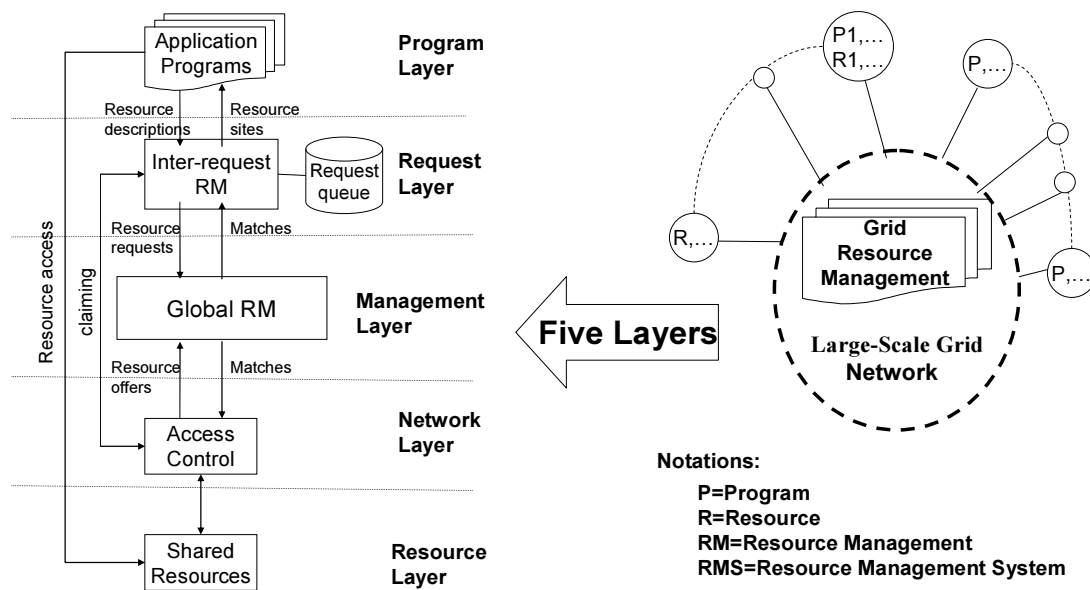 Application
Programs
Program
Layer
Resource
descriptions
Resource
sites
Inter-request
RM
Request
queue
Request
Layer
Resource
requests
Matches
Resource access
claiming
Global RM
Management
Layer
Resource
offers
Matches
Access
Control
Network
Layer
Shared
Resources
Resource
Layer
Five Layers
P1,...
R1,...
P,...
R,...
P,...
Grid
Resource
Management
Large-Scale Grid
Network
Notations:
P=Program
R=Resource
RM=Resource Management
RMS=Resource Management System